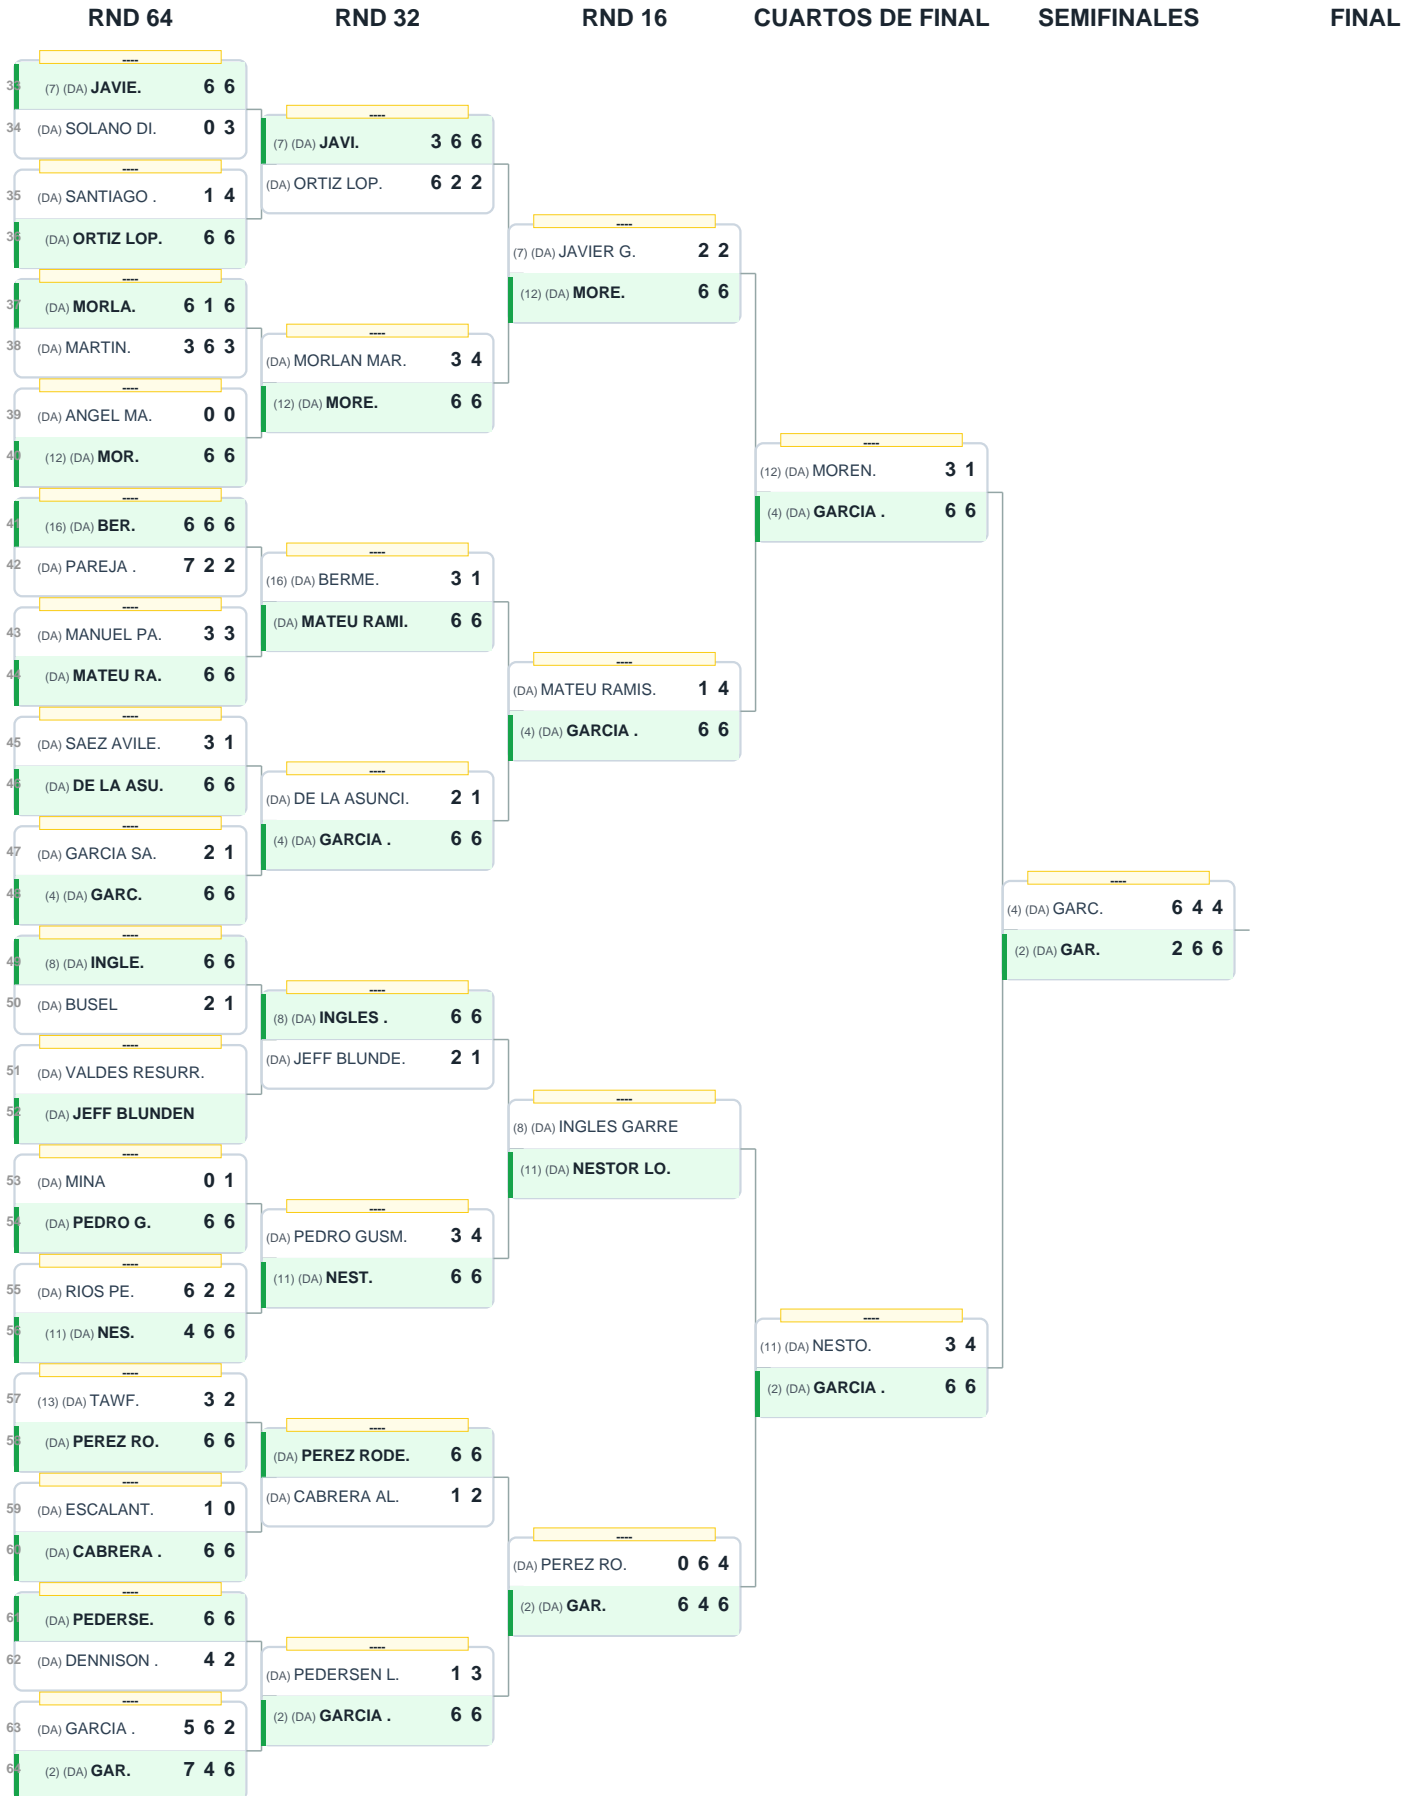 RND 64 RND 32 RND 16 CUARTOS DE FINAL SEMIFINALES FINAL
----
33 (7) (DA) JAVIE. 6 6
34 (DA) SOLANO DI. 0 3
----
35 (DA) SANTIAGO . 1 4
36 (DA) ORTIZ LOP. 6 6
----
37 (DA) MORLA. 6 1 6
38 (DA) MARTIN. 3 6 3
----
39 (DA) ANGEL MA. 0 0
40 (12) (DA) MOR. 6 6
----
41 (16) (DA) BER. 6 6 6
42 (DA) PAREJA . 7 2 2
----
43 (DA) MANUEL PA. 3 3
44 (DA) MATEU RA. 6 6
----
45 (DA) SAEZ AVILE. 3 1
46 (DA) DE LA ASU. 6 6
----
47 (DA) GARCIA SA. 2 1
48 (4) (DA) GARC. 6 6
----
49 (8) (DA) INGLE. 6 6
50 (DA) BUSEL 2 1
----
51 (DA) VALDES RESURR.
52 (DA) JEFF BLUNDEN
----
53 (DA) MINA 0 1
54 (DA) PEDRO G. 6 6
----
55 (DA) RIOS PE. 6 2 2
56 (11) (DA) NES. 4 6 6
----
57 (13) (DA) TAWF. 3 2
58 (DA) PEREZ RO. 6 6
----
59 (DA) ESCALANT. 1 0
60 (DA) CABRERA . 6 6
----
61 (DA) PEDERSE. 6 6
62 (DA) DENNISON . 4 2
----
63 (DA) GARCIA . 5 6 2
64 (2) (DA) GAR. 7 4 6
----
(7) (DA) JAVI. 3 6 6
(DA) ORTIZ LOP. 6 2 2
----
(DA) MORLAN MAR. 3 4
(12) (DA) MORE. 6 6
----
(16) (DA) BERME. 3 1
(DA) MATEU RAMI. 6 6
----
(DA) DE LA ASUNCI. 2 1
(4) (DA) GARCIA . 6 6
----
(8) (DA) INGLES . 6 6
(DA) JEFF BLUNDE. 2 1
----
(DA) PEDRO GUSM. 3 4
(11) (DA) NEST. 6 6
----
(DA) PEREZ RODE. 6 6
(DA) CABRERA AL. 1 2
----
(DA) PEDERSEN L. 1 3
(2) (DA) GARCIA . 6 6
----
(7) (DA) JAVIER G. 2 2
(12) (DA) MORE. 6 6
----
(DA) MATEU RAMIS. 1 4
(4) (DA) GARCIA . 6 6
----
(8) (DA) INGLES GARRE
(11) (DA) NESTOR LO.
----
(DA) PEREZ RO. 0 6 4
(2) (DA) GAR. 6 4 6
----
(12) (DA) MOREN. 3 1
(4) (DA) GARCIA . 6 6
----
(11) (DA) NESTO. 3 4
(2) (DA) GARCIA . 6 6
----
(4) (DA) GARC. 6 4 4
(2) (DA) GAR. 2 6 6